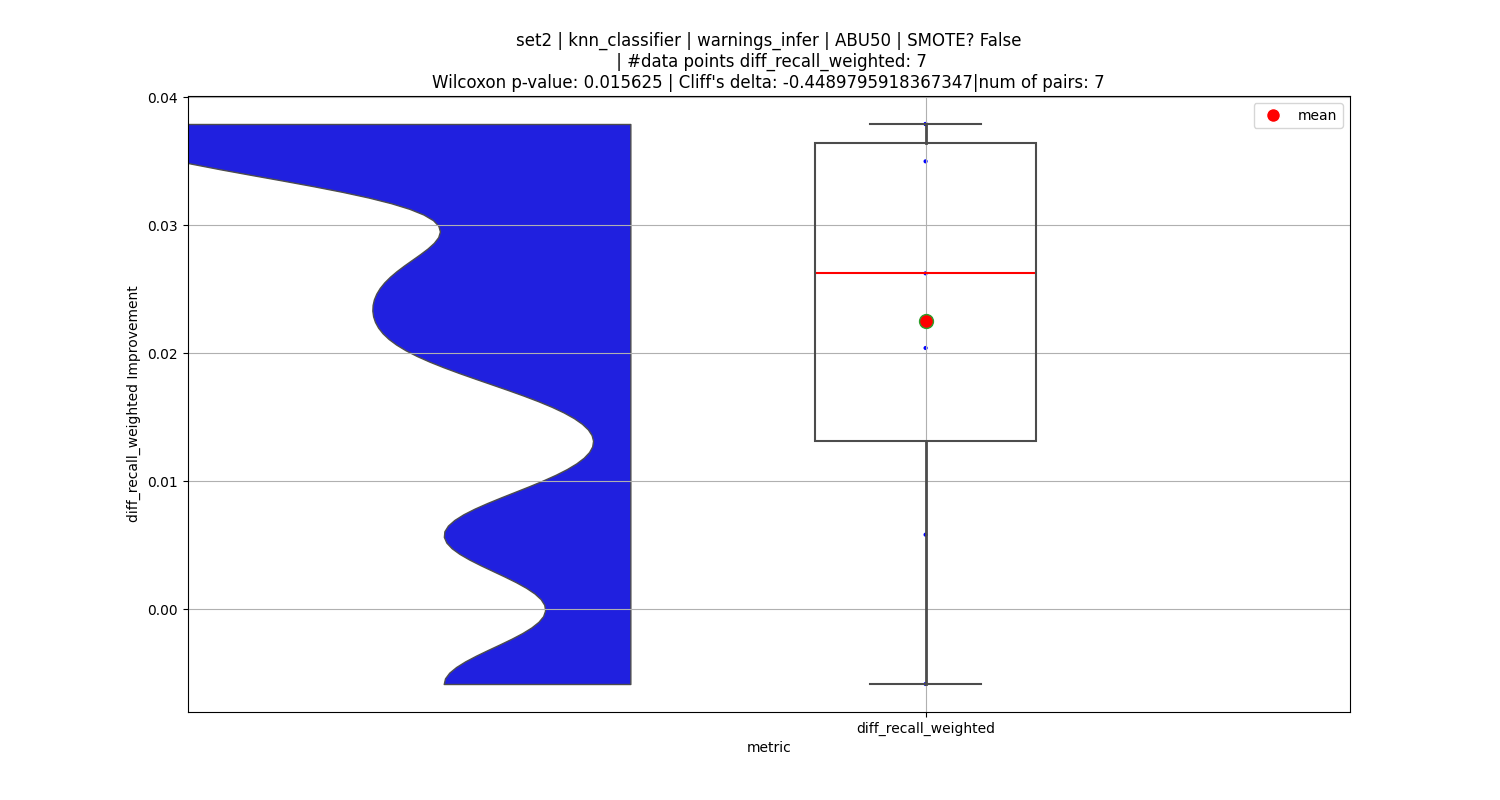 set2 | knn_classifier | warnings_infer | ABU50 | SMOTE? False
| #data points diff_recall_weighted: 7
Wilcoxon p-value: 0.015625 | Cliff's delta: -0.4489795918367347|num of pairs: 7
mean
0.04
0.03
0.02
0.01
0.00
diff_recall_weighted Improvement
diff_recall_weighted
metric